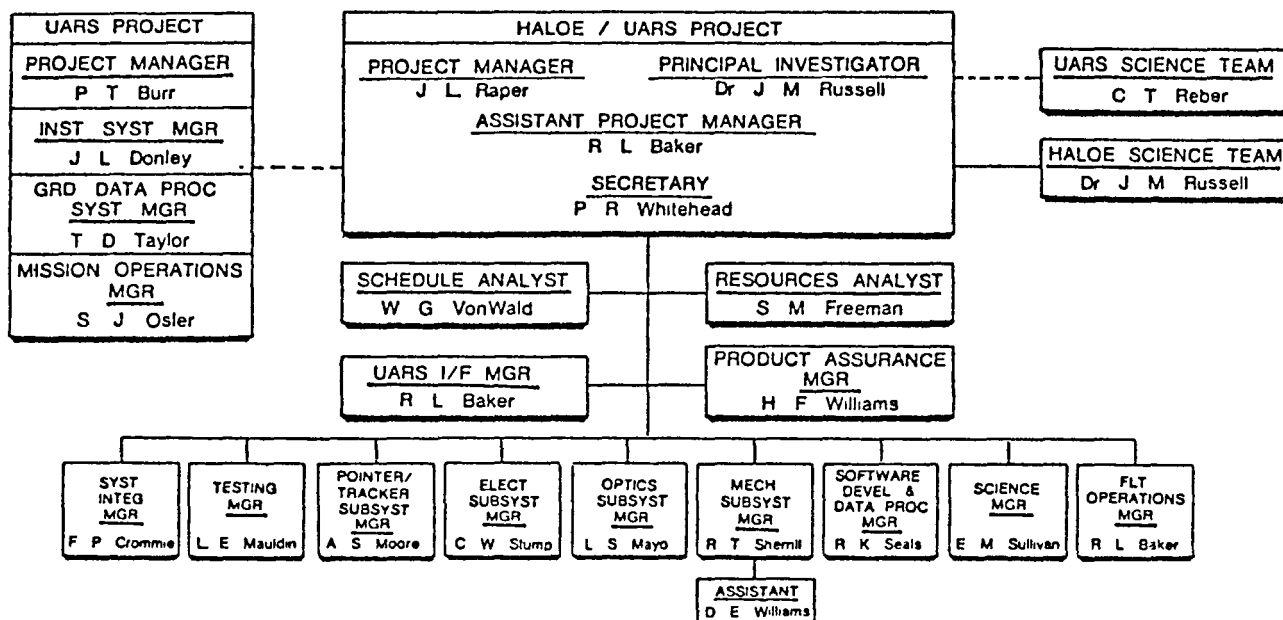 UARS PROJECT
PROJECT MANAGER
P T Burr
INST SYST MGR
J L Donley
GRD DATA PROC
SYST MGR
T D Taylor
MISSION OPERATIONS
MGR
S J Osler
HALOE / UARS PROJECT
PROJECT MANAGER
J L Raper
PRINCIPAL INVESTIGATOR
Dr J M Russell
ASSISTANT PROJECT MANAGER
R L Baker
SECRETARY
P R Whitehead
UARS SCIENCE TEAM
C T Reber
HALOE SCIENCE TEAM
Dr J M Russell
SCHEDULE ANALYST
W G VonWald
RESOURCES ANALYST
S M Freeman
UARS I/F MGR
R L Baker
PRODUCT ASSURANCE
MGR
H F Williams
SYST
INTEG
MGR
F P Crommie
TESTING
MGR
L E Mauldin
POINTER/
TRACKER
SUBSYST
MGR
A S Moore
ELECT
SUBSYST
MGR
C W Stump
OPTICS
SUBSYST
MGR
L S Mayo
MECH
SUBSYST
MGR
R T Sherrill
SOFTWARE
DEVEL &
DATA PROC
MGR
R K Seals
SCIENCE
MGR
E M Sullivan
FLT
OPERATIONS
MGR
R L Baker
ASSISTANT
D E Williams